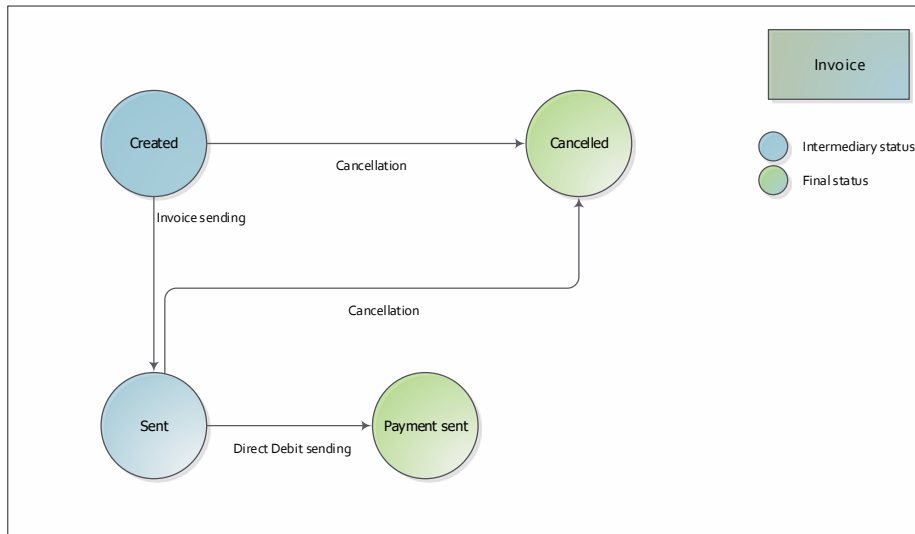 Invoice
Created
Cancelled
Cancellation
Intermediary status
Final status
Invoice sending
Cancellation
Sent
Payment sent
Direct Debit sending